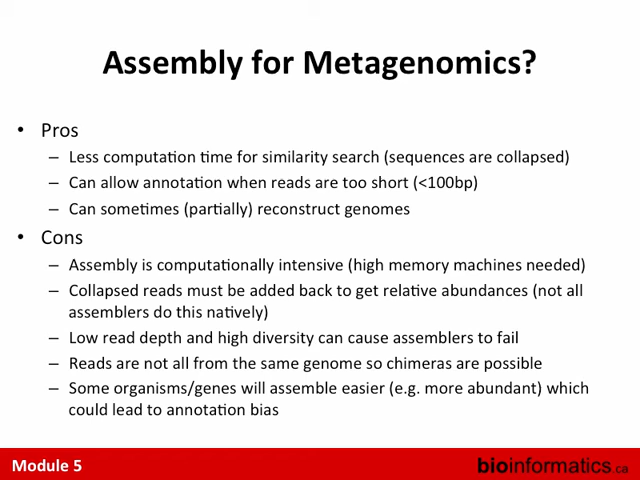 Assembly for Metagenomics?
• Pros
– Less computation time for similarity search (sequences are collapsed)
– Can allow annotation when reads are too short (<100bp)
– Can sometimes (partially) reconstruct genomes
• Cons
– Assembly is computationally intensive (high memory machines needed)
– Collapsed reads must be added back to get relative abundances (not all
assemblers do this natively)
– Low read depth and high diversity can cause assemblers to fail
– Reads are not all from the same genome so chimeras are possible
– Some organisms/genes will assemble easier (e.g. more abundant) which
could lead to annotation bias
Module 5
bioinformatics.ca